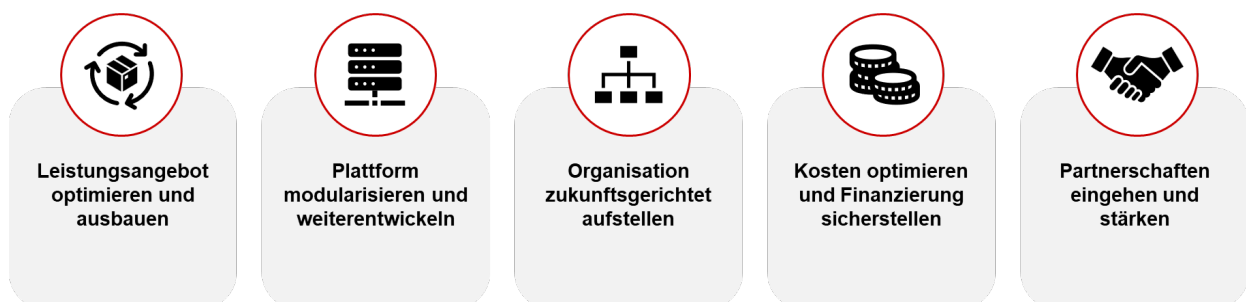 Leistungsangebot
optimieren und
ausbauen
Plattform
modularisieren und
weiterentwickeln
Organisation
zukunftsgerichtet
aufstellen
Kosten optimieren
und Finanzierung
sicherstellen
Partnerschaften
eingehen und
stärken